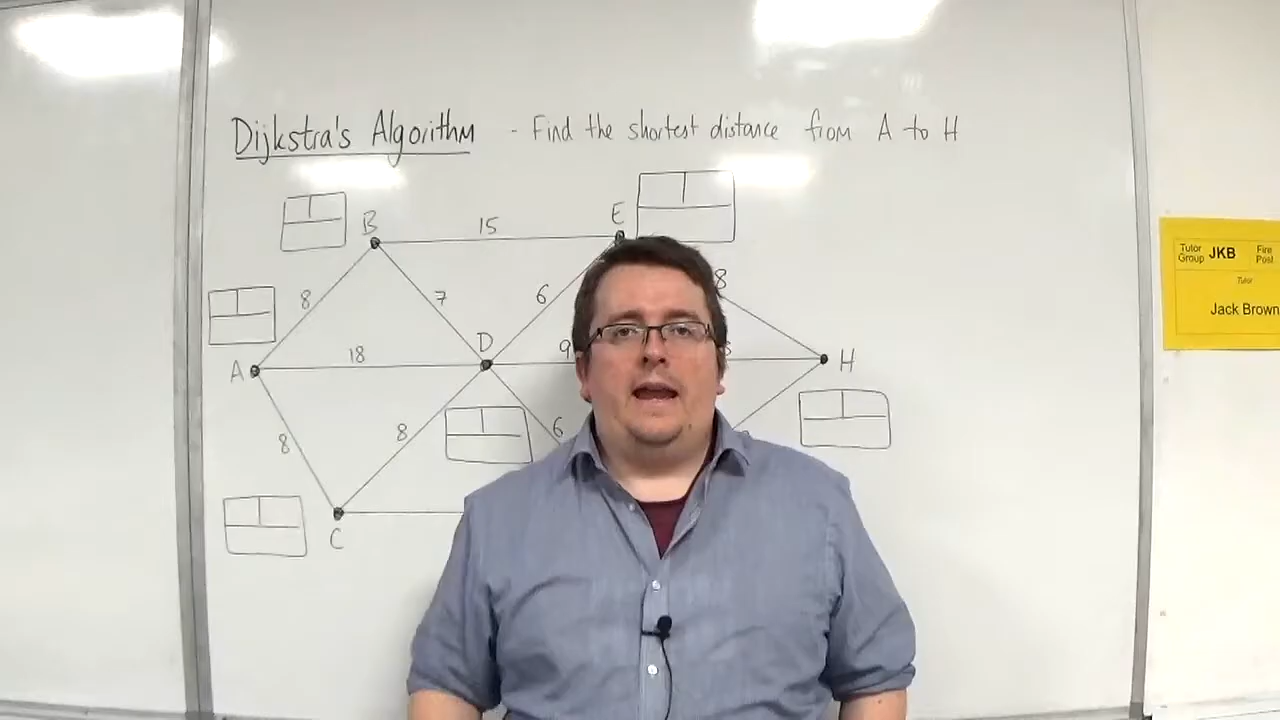 Dijkstra's Algorithm - Find the shortest distance from A to H
B
15
E
8
7
6
8
A
18
D
9
H
8
8
6
C
Tutor Group JKB Fire Post
Tutor
Jack Brown